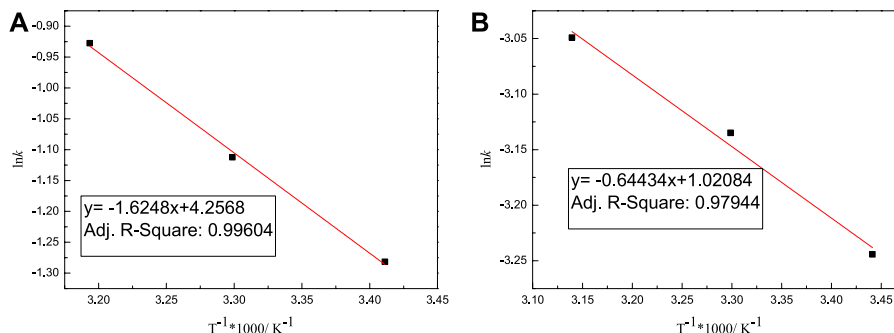 A
B
-0.90
-0.95
-1.00
-1.05
-1.10
-1.15
-1.20
-1.25
-1.30
lnk
y= -1.6248x+4.2568
Adj. R-Square: 0.99604
3.20 3.25 3.30 3.35 3.40 3.45
T-1*1000/ K-1
-3.05
-3.10
-3.15
-3.20
-3.25
lnk
y= -0.64434x+1.02084
Adj. R-Square: 0.97944
3.10 3.15 3.20 3.25 3.30 3.35 3.40 3.45
T-1*1000/ K-1